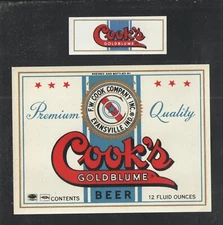 Cook's
GOLDBLUME
BREWED AND BOTTLED BY
F.W. COOK COMPANY INC.
EVANSVILLE, IND.
Premium Quality
Cook's
GOLDBLUME
BEER
CONTENTS 12 FLUID OUNCES